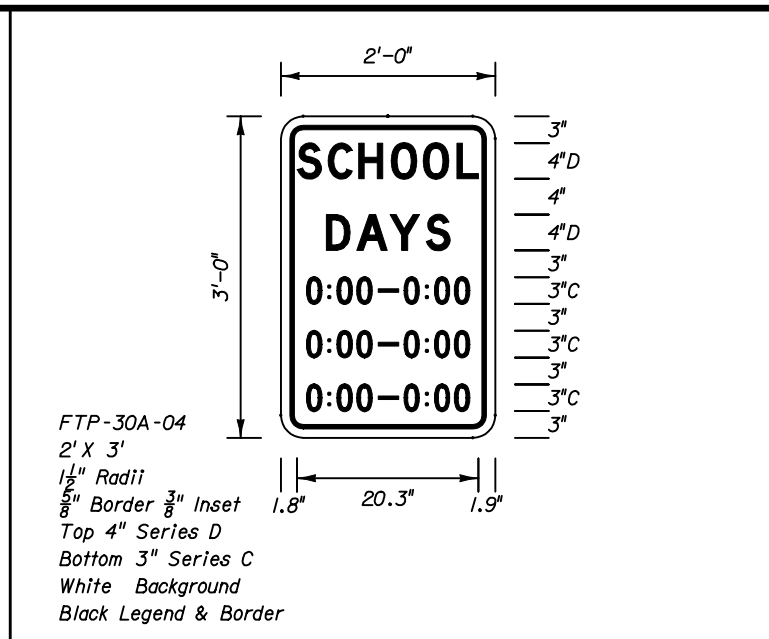 2'-0"
3'-0"
SCHOOL
DAYS
0:00-0:00
0:00-0:00
0:00-0:00
3"
4"D
4"
4"D
3"
3"C
3"
3"C
3"
3"C
3"
1.8"
20.3"
1.9"
FTP-30A-04
2' X 3'
1 1/2" Radii
5/8" Border 3/8" Inset
Top 4" Series D
Bottom 3" Series C
White Background
Black Legend & Border